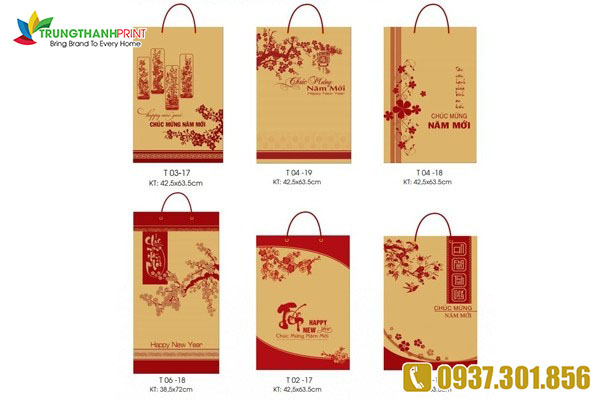 TRUNGTHANHPRINT
Bring Brand To Every Home
happy new year
CHÚC MỪNG NĂM MỚI
Chúc Mừng
Năm Mới
Happy New Year
CHÚC MỪNG
NĂM MỚI
T 03-17
KT: 42,5x63.5cm
T 04 -19
KT: 42,5x63.5cm
T 04 -18
KT: 42,5x63.5cm
Happy New Year
Tết
HAPPY
NEW year
Chúc Mừng Năm Mới
CHÚC MỪNG
NĂM MỚI
T 06 -18
KT: 38,5x72cm
T 02 -17
KT: 42,5x63.5cm
0937.301.856